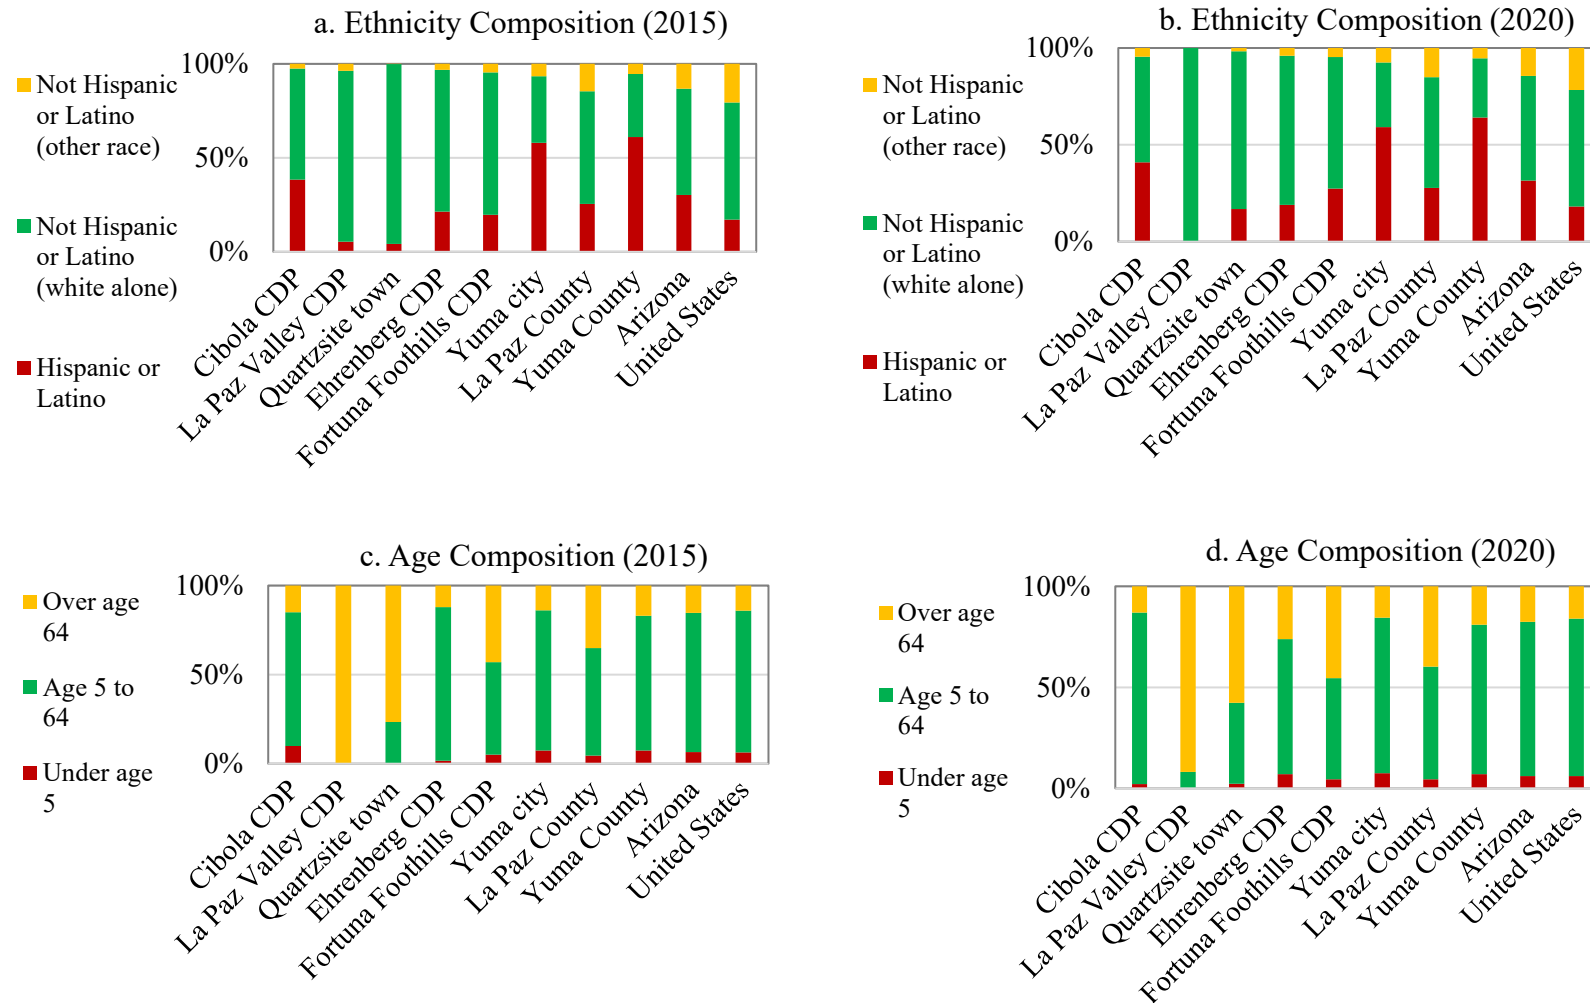 a. Ethnicity Composition (2015)
100%
50%
0%
Not Hispanic
or Latino
(other race)
Not Hispanic
or Latino
(white alone)
Hispanic or
Latino
Cibola CDP
La Paz Valley CDP
Quartzsite town
Ehrenberg CDP
Fortuna Foothills CDP
Yuma city
La Paz County
Yuma County
Arizona
United States
b. Ethnicity Composition (2020)
100%
50%
0%
Not Hispanic
or Latino
(other race)
Not Hispanic
or Latino
(white alone)
Hispanic or
Latino
Cibola CDP
La Paz Valley CDP
Quartzsite town
Ehrenberg CDP
Fortuna Foothills CDP
Yuma city
La Paz County
Yuma County
Arizona
United States
c. Age Composition (2015)
100%
50%
0%
Over age
64
Age 5 to
64
Under age
5
Cibola CDP
La Paz Valley CDP
Quartzsite town
Ehrenberg CDP
Fortuna Foothills CDP
Yuma city
La Paz County
Yuma County
Arizona
United States
d. Age Composition (2020)
100%
50%
0%
Over age
64
Age 5 to
64
Under age
5
Cibola CDP
La Paz Valley CDP
Quartzsite town
Ehrenberg CDP
Fortuna Foothills CDP
Yuma city
La Paz County
Yuma County
Arizona
United States